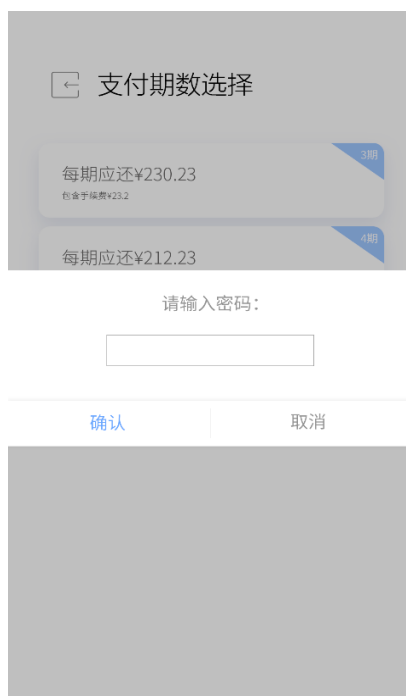 支付期数选择
3期
每期应还¥230.23
包含手续费¥23.2
4期
每期应还¥212.23
请输入密码：
确认
取消